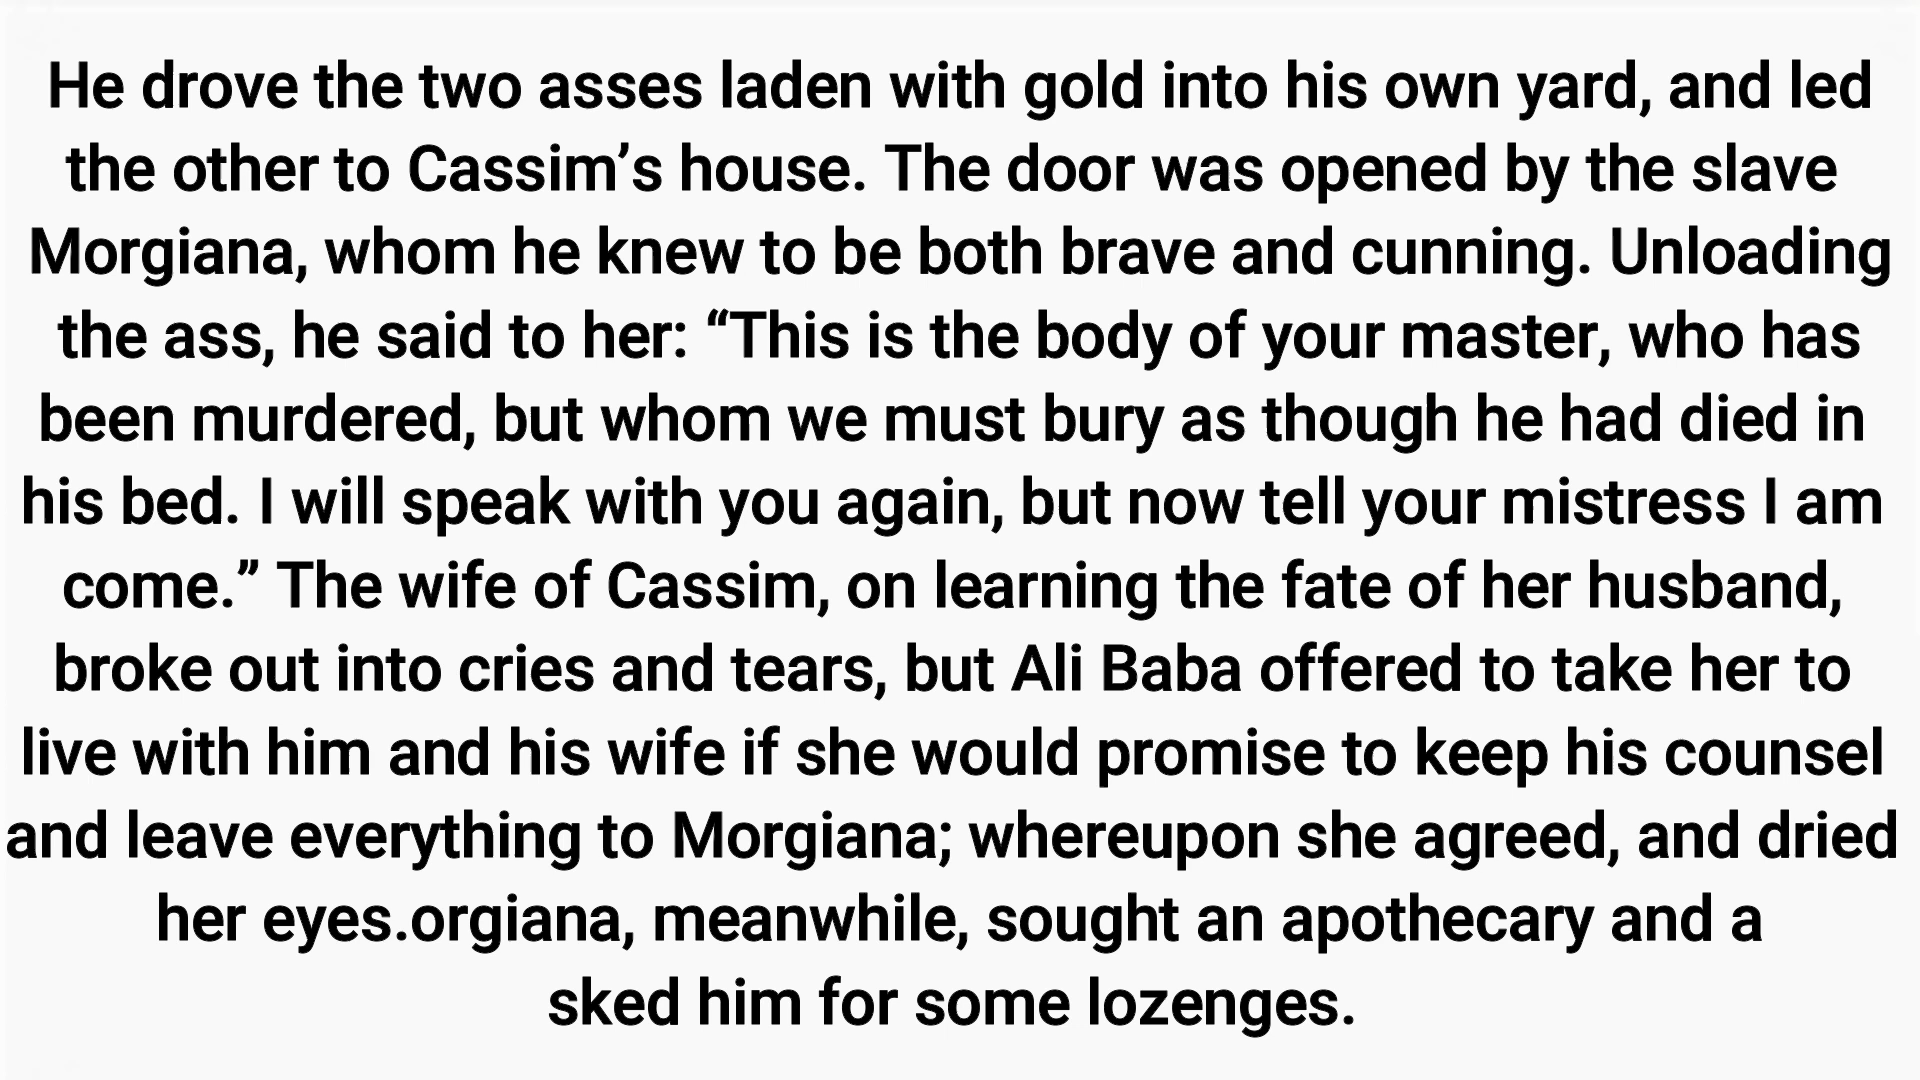 He drove the two asses laden with gold into his own yard, and led
the other to Cassim’s house. The door was opened by the slave
Morgiana, whom he knew to be both brave and cunning. Unloading
the ass, he said to her: “This is the body of your master, who has
been murdered, but whom we must bury as though he had died in
his bed. I will speak with you again, but now tell your mistress I am
come.” The wife of Cassim, on learning the fate of her husband,
broke out into cries and tears, but Ali Baba offered to take her to
live with him and his wife if she would promise to keep his counsel
and leave everything to Morgiana; whereupon she agreed, and dried
her eyes.orgiana, meanwhile, sought an apothecary and a
sked him for some lozenges.